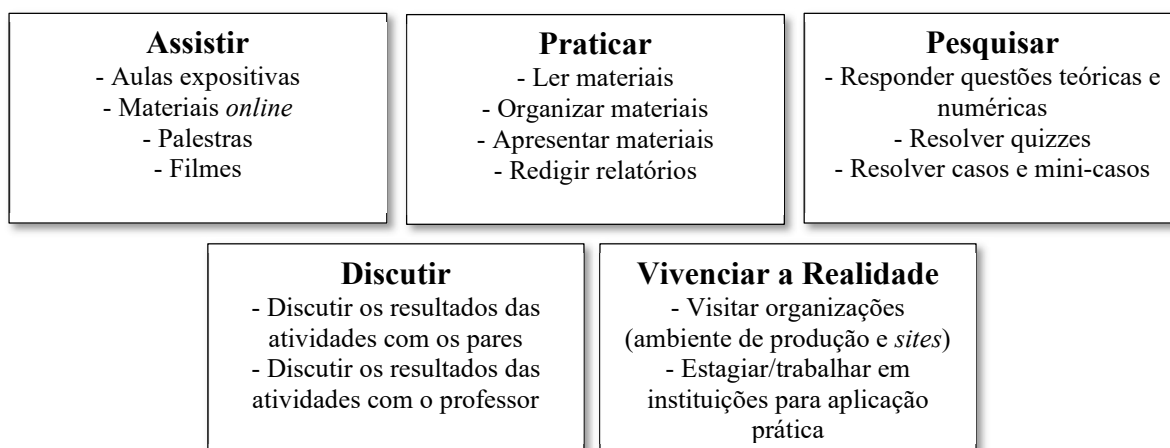 Assistir
- Aulas expositivas
- Materiais online
- Palestras
- Filmes
Praticar
- Ler materiais
- Organizar materiais
- Apresentar materiais
- Redigir relatórios
Pesquisar
- Responder questões teóricas e
numéricas
- Resolver quizzes
- Resolver casos e mini-casos
Discutir
- Discutir os resultados das
atividades com os pares
- Discutir os resultados das
atividades com o professor
Vivenciar a Realidade
- Visitar organizações
(ambiente de produção e sites)
- Estagiar/trabalhar em
instituições para aplicação
prática